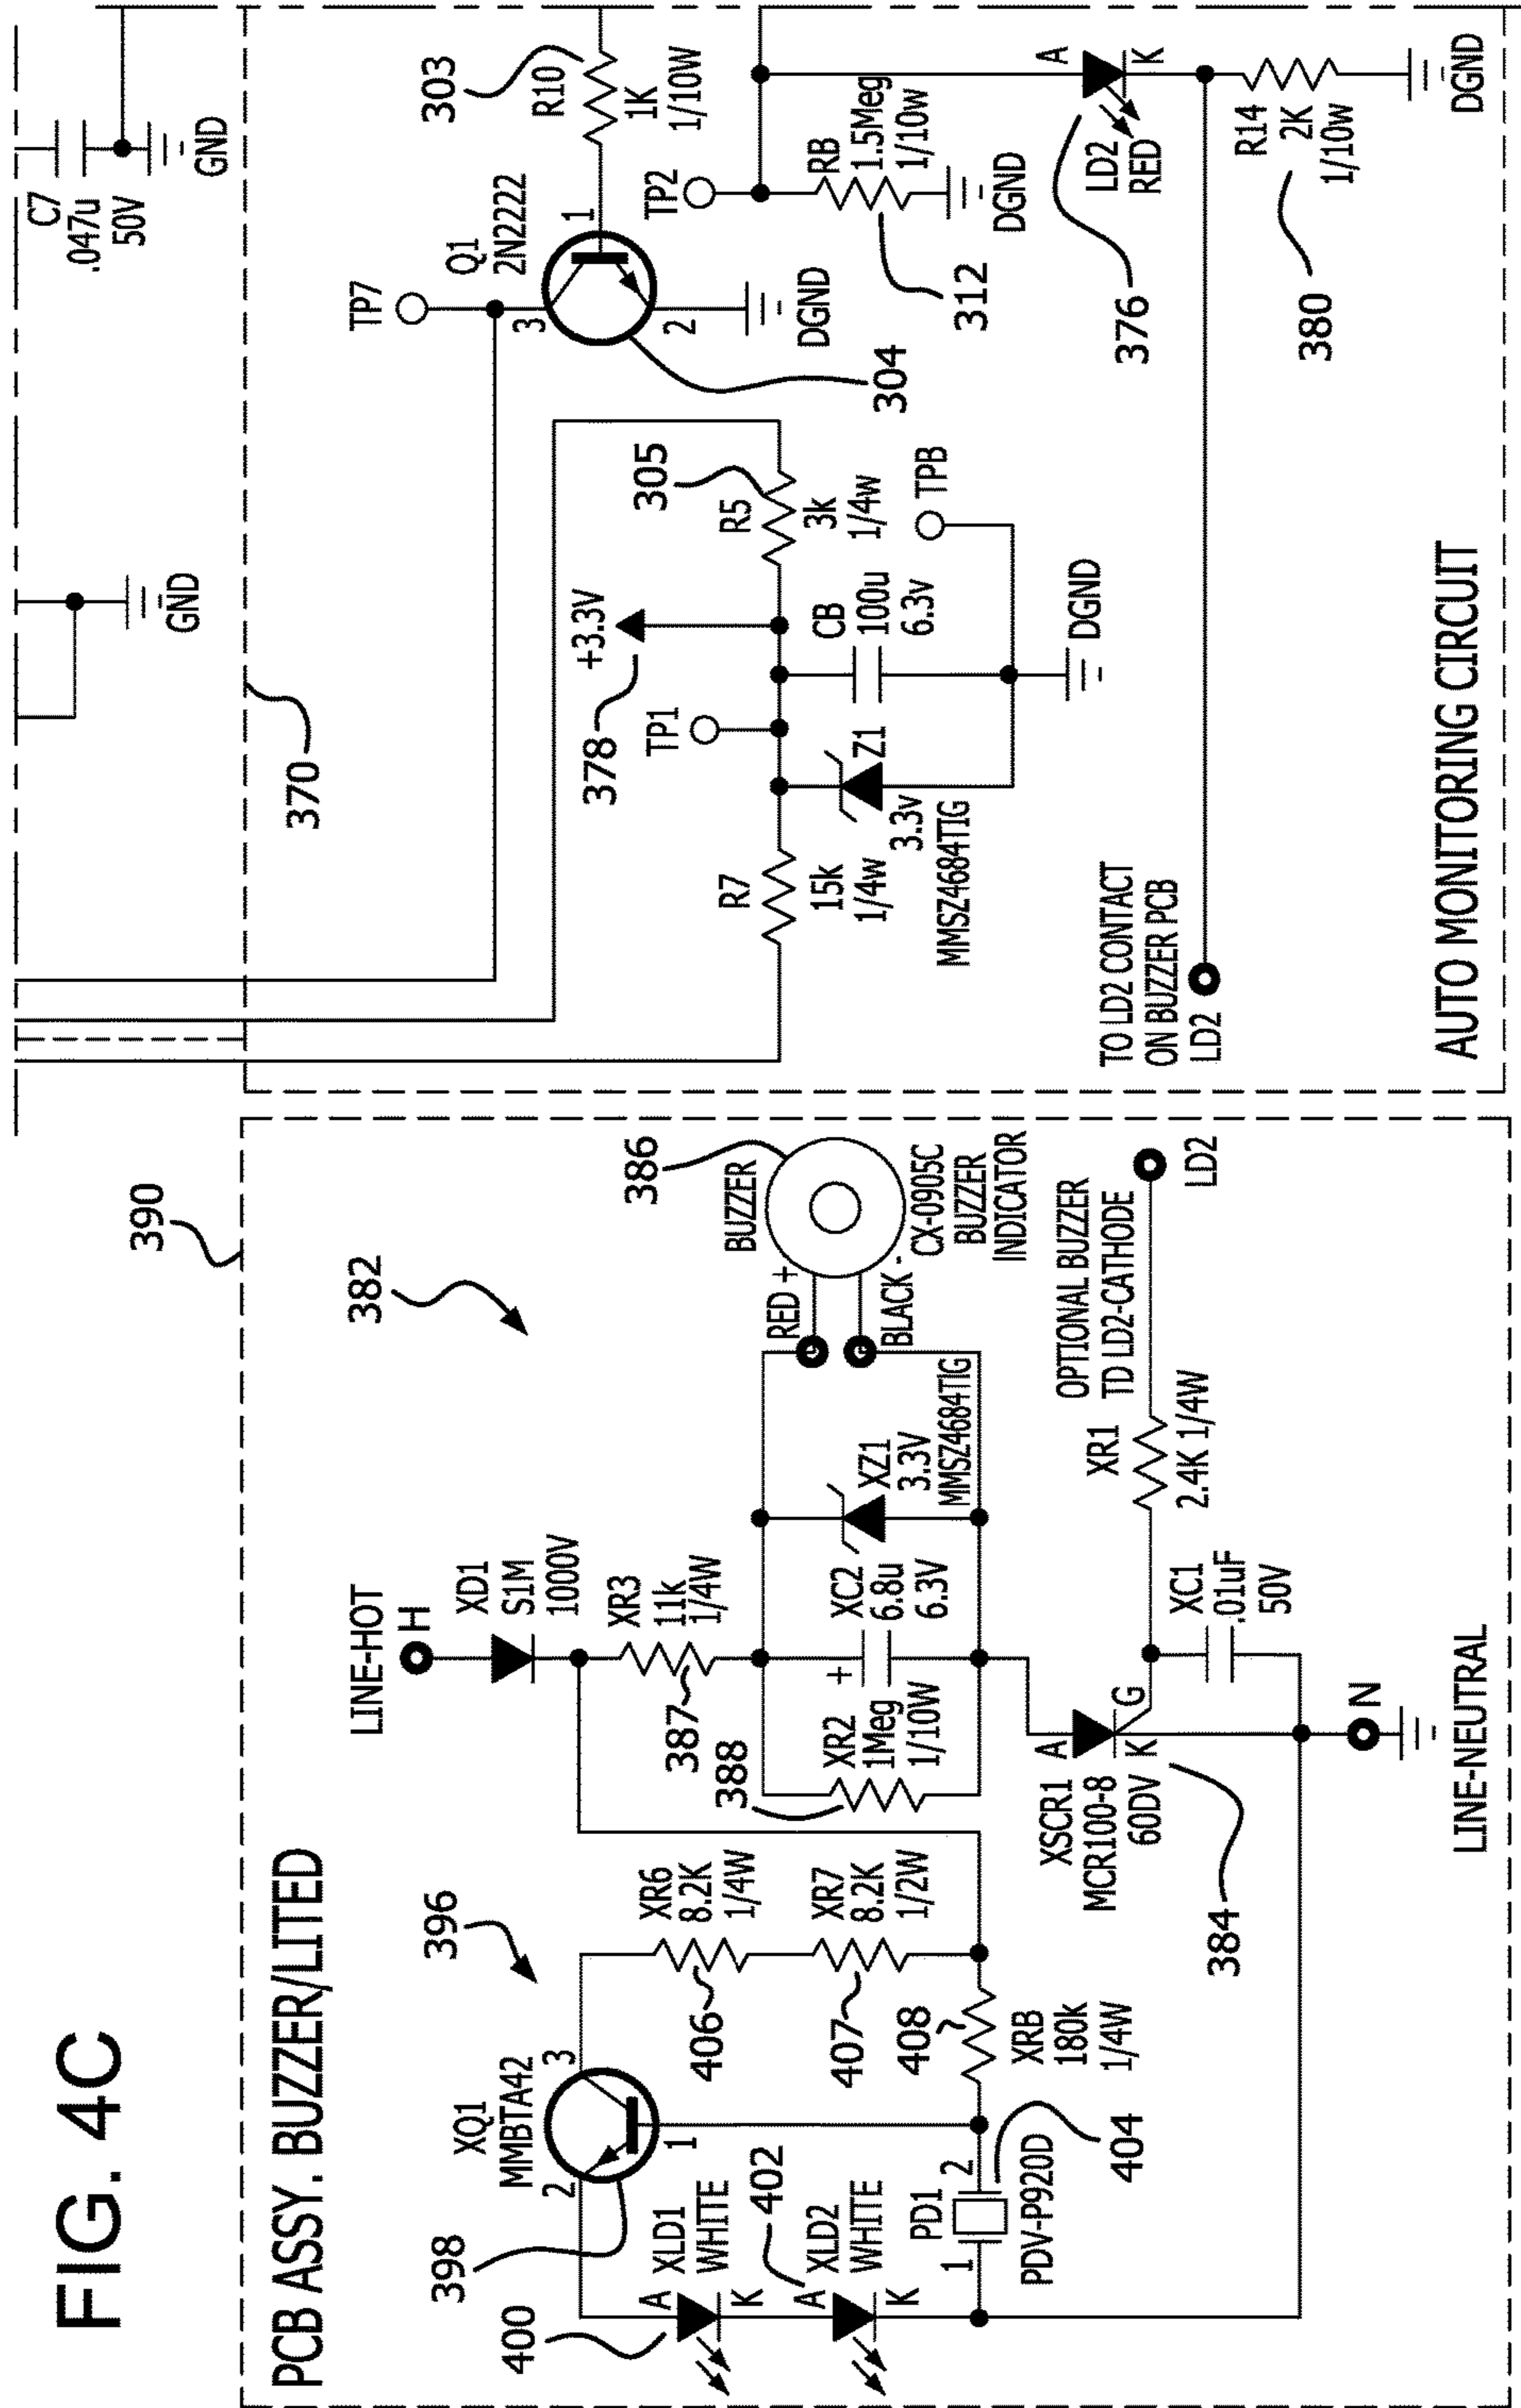 FIG. 4C
390
PCB ASSY. BUZZER/LITED
396
XQ1
MMBTA42
2
3
1
398
400
A
XLD1
WHITE
K
402
A
XLD2
WHITE
K
XR6
8.2K
1/4W
406
XR7
8.2K
1/2W
407
408
XRB
180k
1/4W
PD1
1
2
PDV-P920D
404
382
LINE-HOT
H
XD1
S1M
1000V
XR3
11k
1/4W
387
388
XR2
1Meg
1/10W
+
XC2
6.8u
6.3V
XZ1
3.3V
MMSZ4684TIG
386
BUZZER
RED +
BLACK -
CX-0905C
BUZZER
INDICATOR
XSCR1
MCR100-8
60DV
A
K
G
384
OPTIONAL BUZZER
TD LD2-CATHODE
XR1
2.4K 1/4W
LD2
XC1
.01uF
50V
N
LINE-NEUTRAL
GND
C7
.047u
50V
GND
370
303
R10
1K
1/10W
Q1
2N2222
1
3
2
TP7
DGND
304
TP2
RB
1.5Meg
1/10w
DGND
312
A
K
LD2
RED
376
R14
2K
1/10w
380
DGND
305
R5
3k
1/4w
+3.3V
378
TP1
CB
100u
6.3v
TPB
DGND
Z1
3.3v
MMSZ4684TIG
R7
15k
1/4w
TO LD2 CONTACT
ON BUZZER PCB
LD2
AUTO MONITORING CIRCUIT